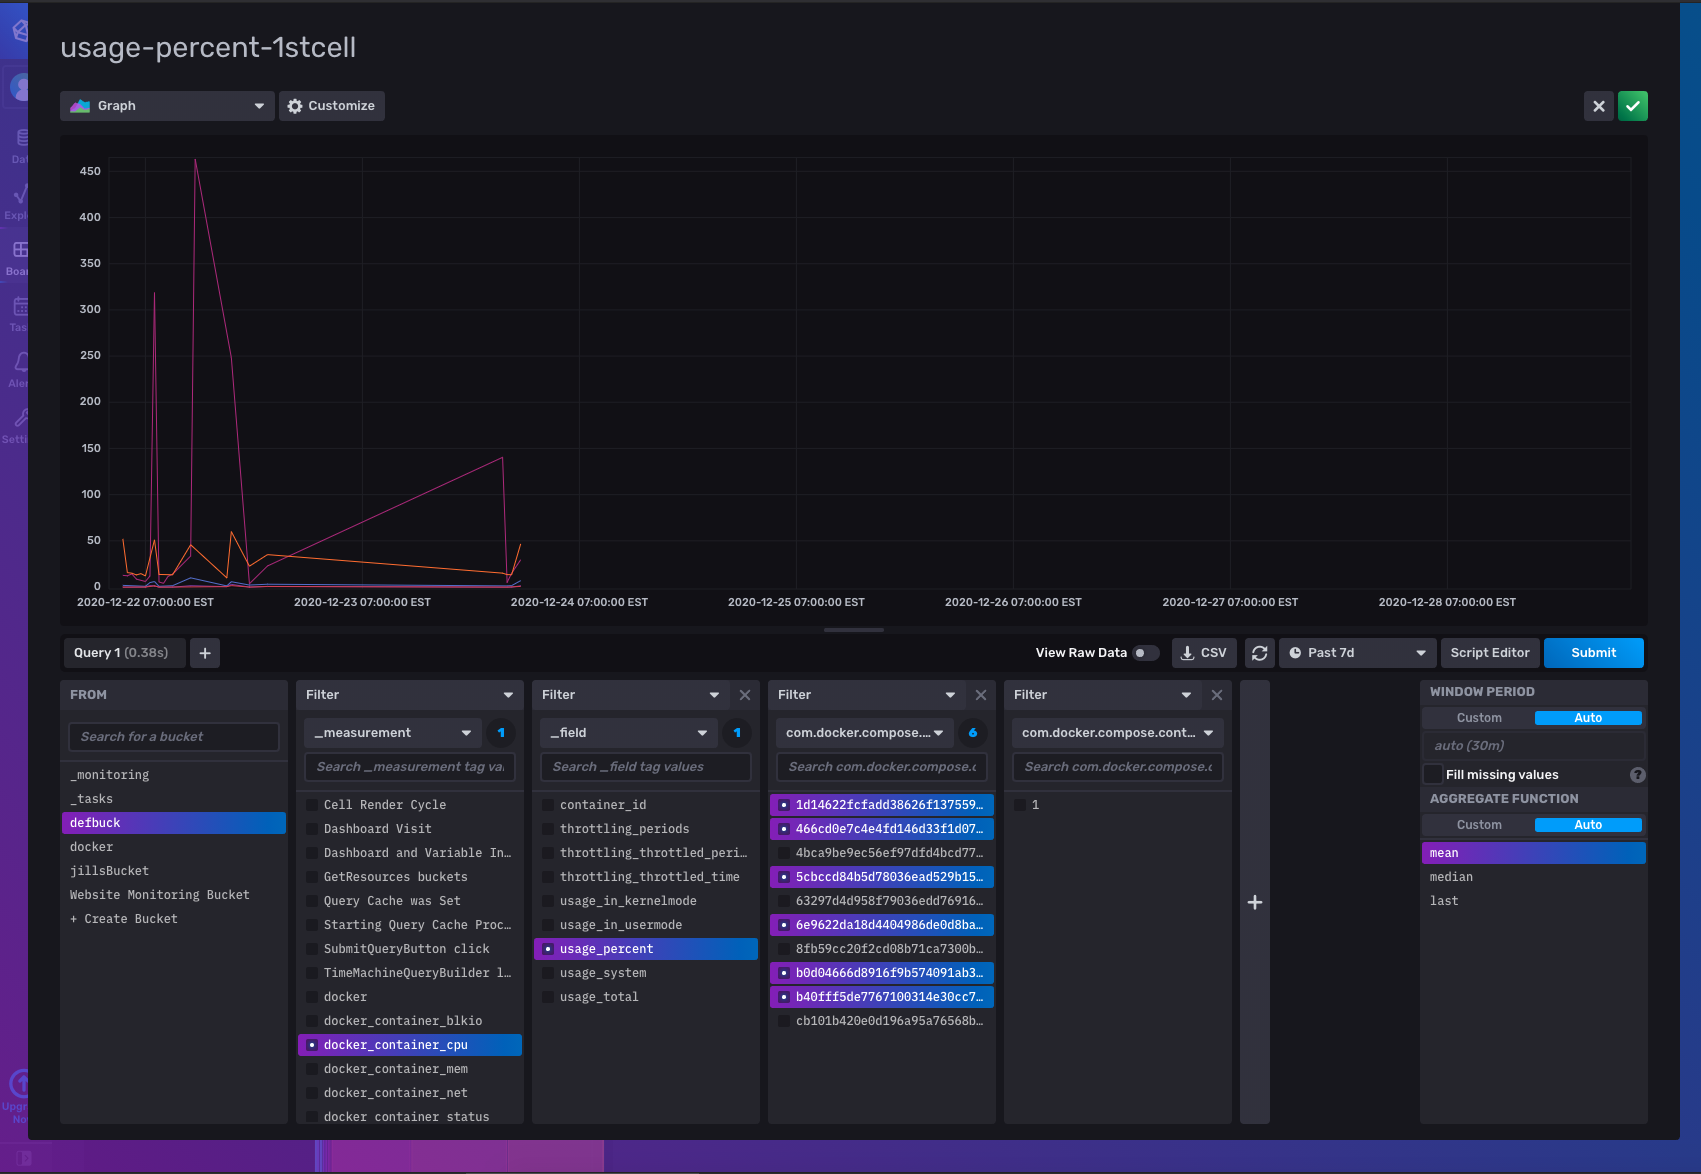 usage-percent-1stcell
Graph
Customize
450
400
350
300
250
200
150
100
50
0
2020-12-22 07:00:00 EST
2020-12-23 07:00:00 EST
2020-12-24 07:00:00 EST
2020-12-25 07:00:00 EST
2020-12-26 07:00:00 EST
2020-12-27 07:00:00 EST
2020-12-28 07:00:00 EST
Query 1 (0.38s)
+
View Raw Data
CSV
Past 7d
Script Editor
Submit
FROM
Search for a bucket
_monitoring
_tasks
defbuck
docker
jillsBucket
Website Monitoring Bucket
+ Create Bucket
Filter
_measurement
1
Search _measurement tag va
Cell Render Cycle
Dashboard Visit
Dashboard and Variable In…
GetResources buckets
Query Cache was Set
Starting Query Cache Proc…
SubmitQueryButton click
TimeMachineQueryBuilder l…
docker
docker_container_blkio
docker_container_cpu
docker_container_mem
docker_container_net
docker container status
Filter
_field
1
Search _field tag values
container_id
throttling_periods
throttling_throttled_peri…
throttling_throttled_time
usage_in_kernelmode
usage_in_usermode
usage_percent
usage_system
usage_total
Filter
com.docker.compose.…
6
Search com.docker.compose.c
1d14622fcfadd38626f137559…
466cd0e7c4e4fd146d33f1d07…
4bca9be9ec56ef97dfd4bcd77…
5cbccd84b5d78036ead529b15…
63297d4d958f79036edd76916…
6e9622da18d4404986de0d8ba…
8fb59cc20f2cd08b71ca7300b…
b0d04666d8916f9b574091ab3…
b40fff5de7767100314e30cc7…
cb101b420e0d196a95a76568b…
Filter
com.docker.compose.cont…
Search com.docker.compose.c
1
+
WINDOW PERIOD
Custom
Auto
auto (30m)
Fill missing values
?
AGGREGATE FUNCTION
Custom
Auto
mean
median
last
Dat
Expl
Boar
Tas
Aler
Setti
Upgr
No